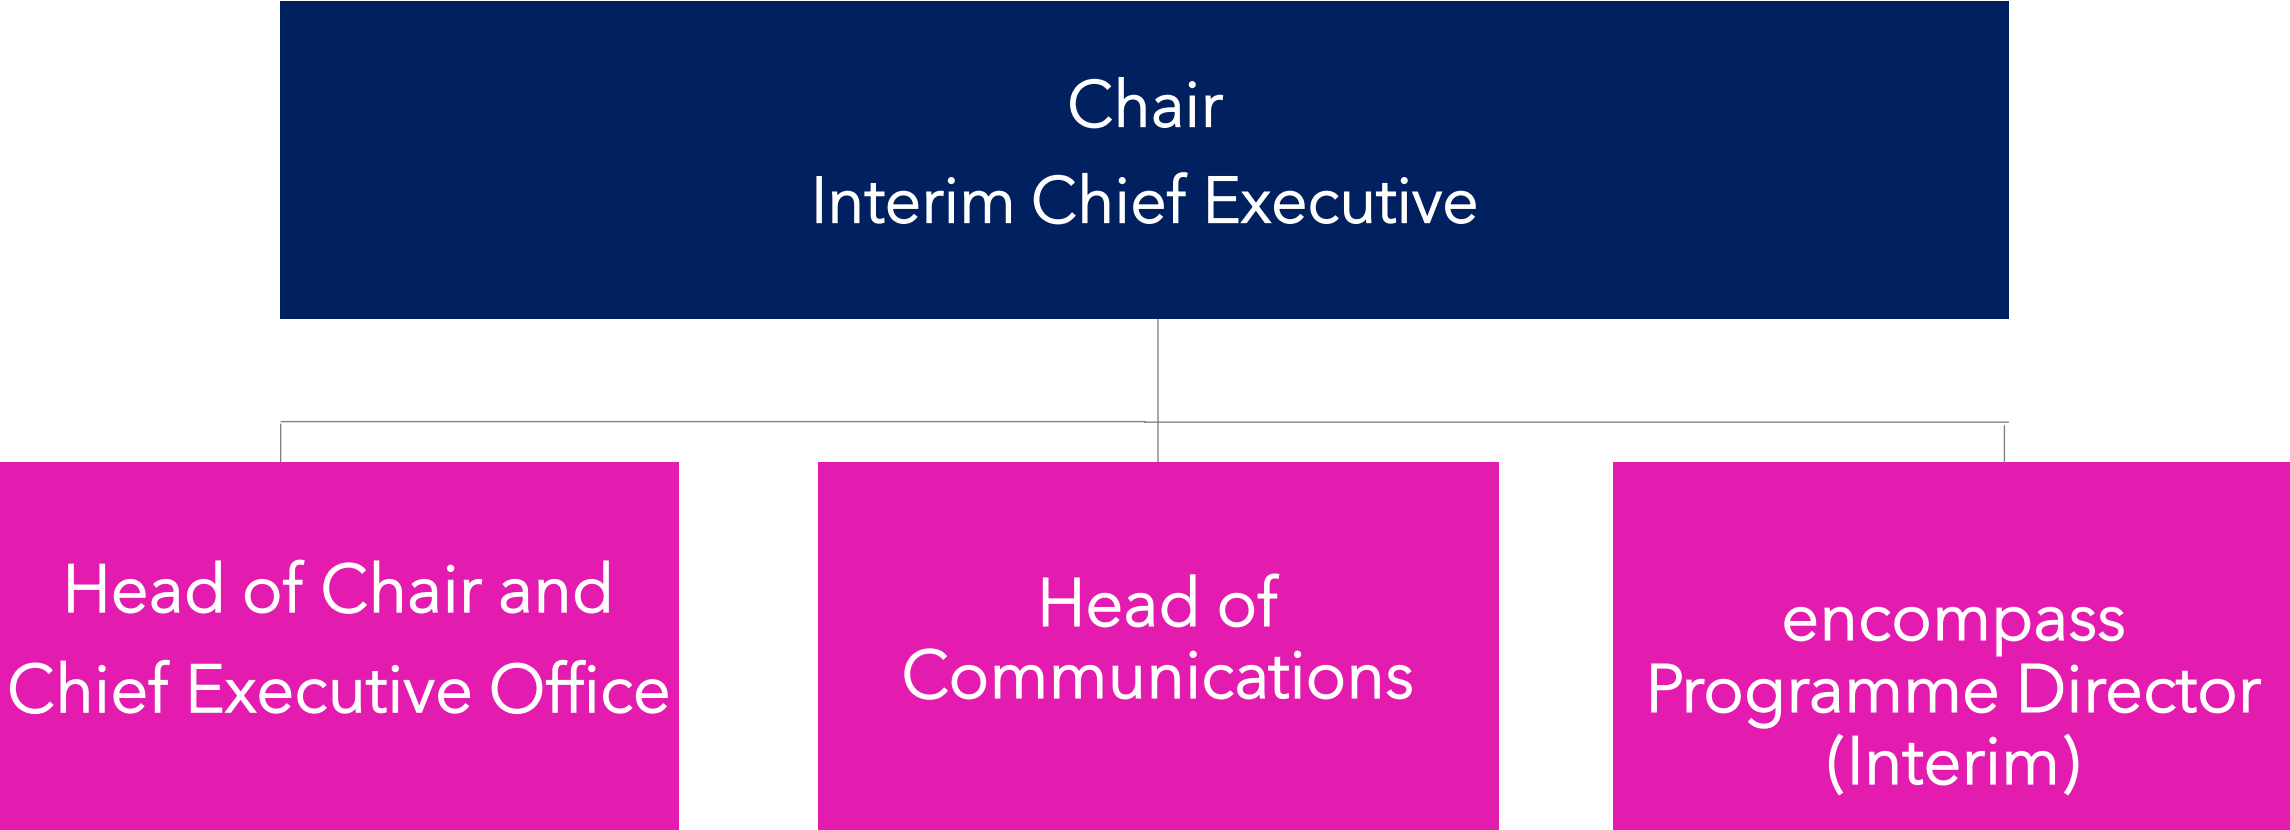 Chair
Interim Chief Executive
Head of Chair and
Chief Executive Office
Head of
Communications
encompass
Programme Director
(Interim)